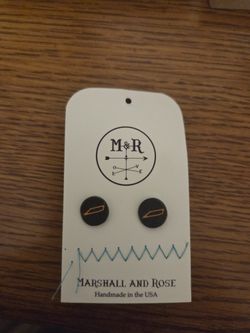 M&R
L O V E
MARSHALL AND ROSE
Handmade in the USA